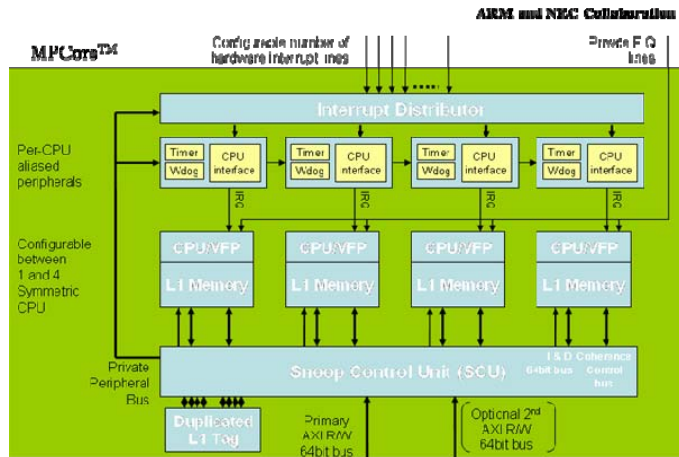 ARM and NEC Collaboration
MPCore™
Configurable number of
hardware interrupt lines
Private FIQ
lines
Interrupt Distributor
Per-CPU
aliased
peripherals
Timer
Wdog
CPU
interface
Timer
Wdog
CPU
interface
Timer
Wdog
CPU
interface
Timer
Wdog
CPU
interface
IRQ
IRQ
IRQ
IRQ
Configurable
between
1 and 4
Symmetric
CPU
CPU/VFP
L1 Memory
CPU/VFP
L1 Memory
CPU/VFP
L1 Memory
CPU/VFP
L1 Memory
Private
Peripheral
Bus
Snoop Control Unit (SCU)
I & D
64bit bus
Coherence
Control
bus
Duplicated
L1 Tag
Primary
AXI R/W
64bit bus
Optional 2nd
AXI R/W
64bit bus